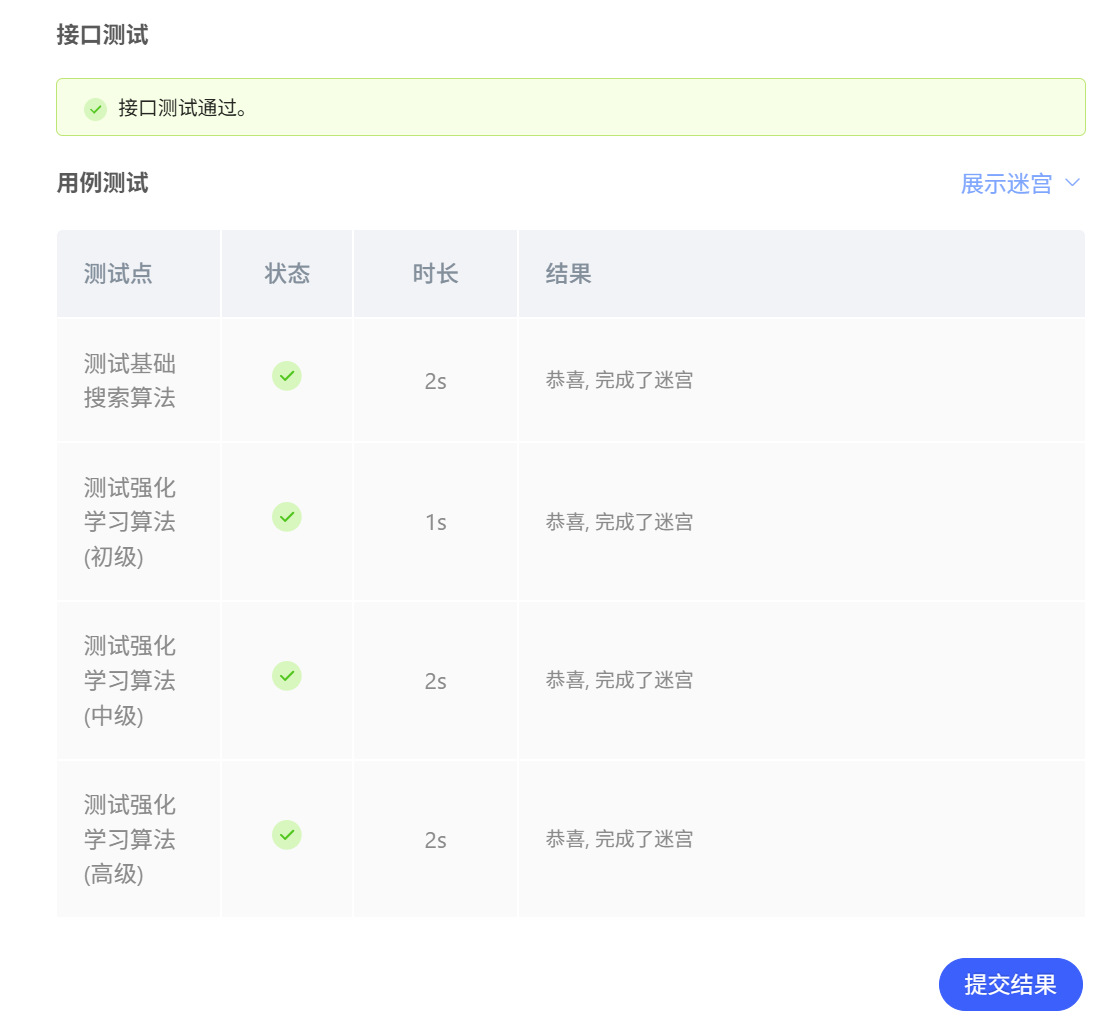 接口测试
接口测试通过。
用例测试
展示迷宫
测试点 状态 时长 结果
测试基础
搜索算法
2s
恭喜, 完成了迷宫
测试强化
学习算法
(初级)
1s
恭喜, 完成了迷宫
测试强化
学习算法
(中级)
2s
恭喜, 完成了迷宫
测试强化
学习算法
(高级)
2s
恭喜, 完成了迷宫
提交结果